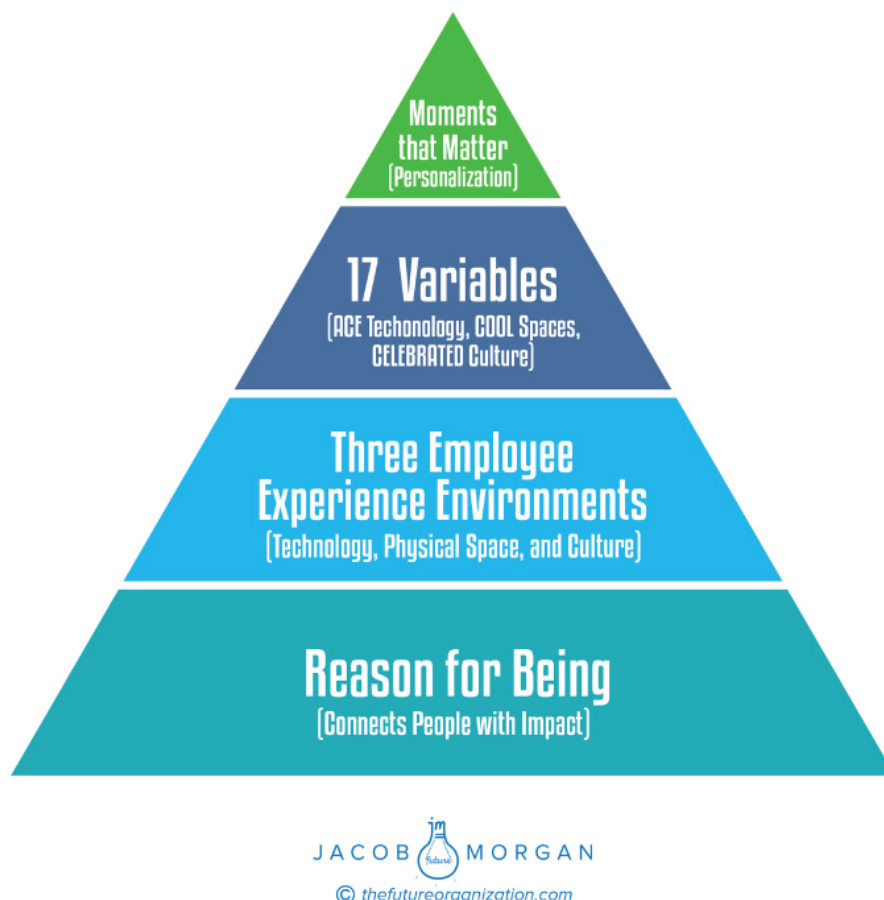 Moments
that Matter
(Personalization)
17 Variables
(ACE Techonology, COOL Spaces,
CELEBRATED Culture)
Three Employee
Experience Environments
(Technology, Physical Space, and Culture)
Reason for Being
(Connects People with Impact)
jm
future
JACOB MORGAN
© thefutureorganization.com